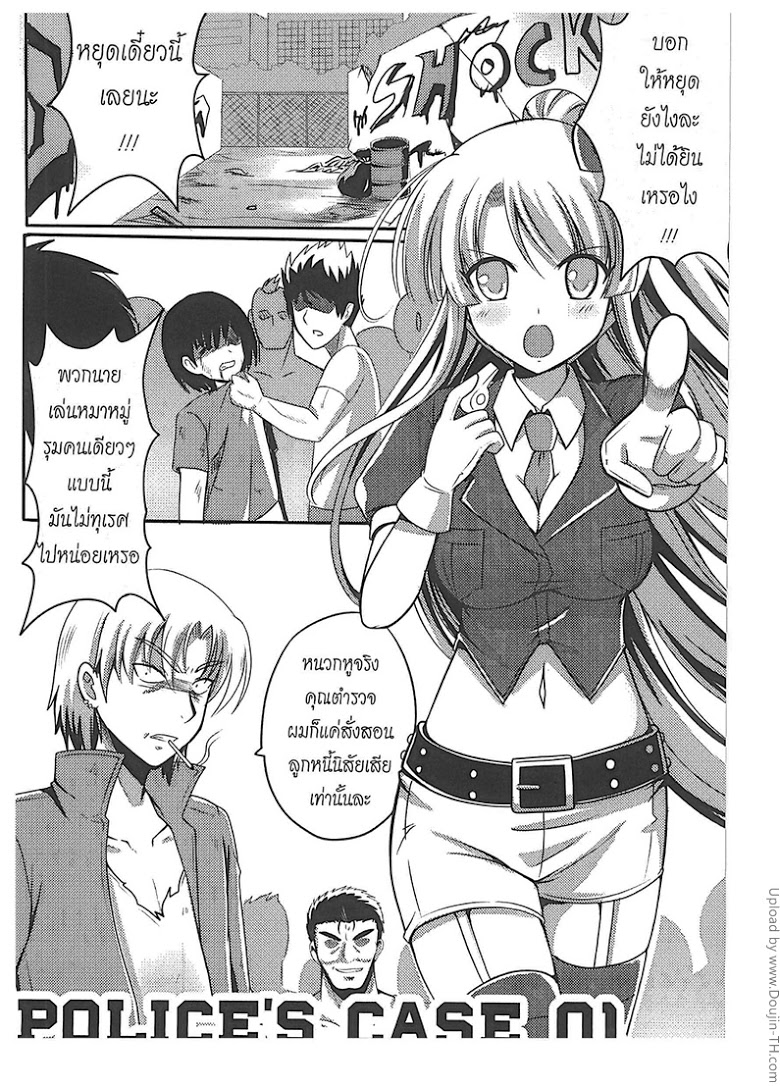 หยุดเดี๋ยวนี้
เลยนะ
!!!
SHOCK
บอก
ให้หยุด
ยังไงละ
ไม่ได้ยิน
เหรอไง
!!!
พวกนาย
เล่นหมาหมู่
รุมคนเดียวๆ
แบบนี้
มันไม่ทุเรศ
ไปหน่อยเหรอ
หนวกหูจริง
คุณตำรวจ
ผมก็แค่สั่งสอน
ลูกหนี้นิสัยเสีย
เท่านั้นละ
POLICE'S CASE 01
Upload by www.Doujin-TH.com